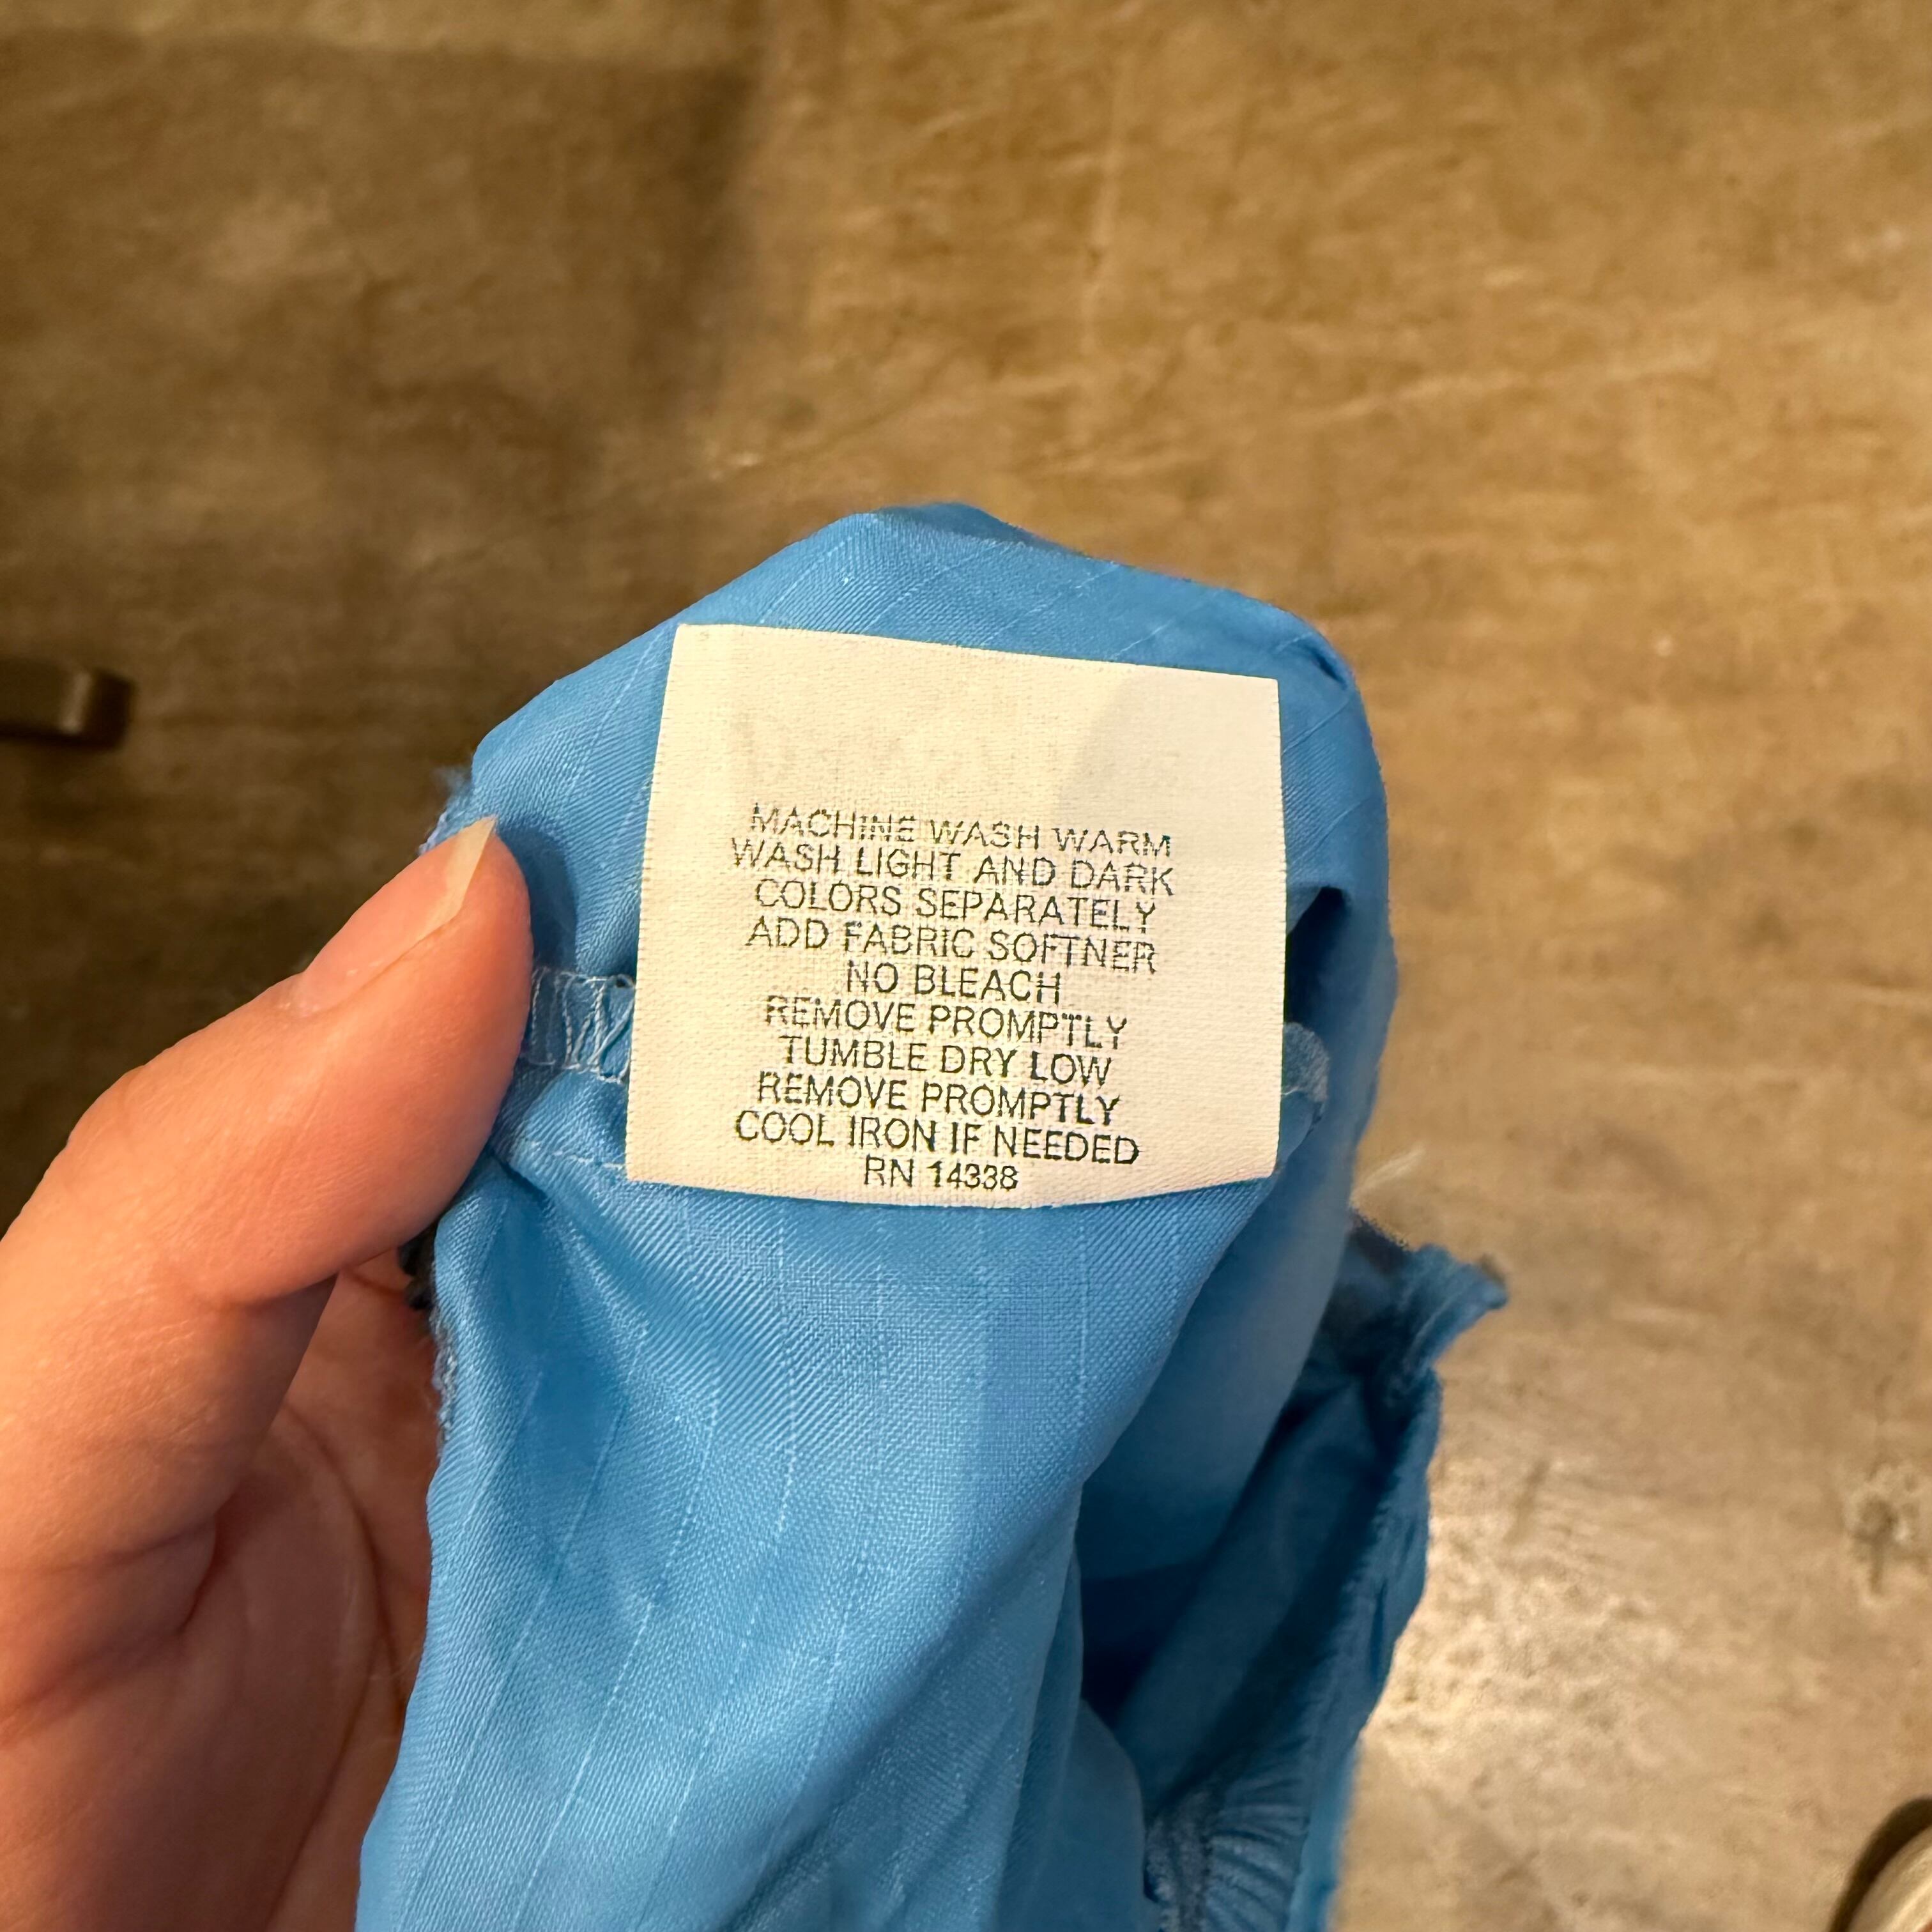 MACHINE WASH WARM
WASH LIGHT AND DARK
COLORS SEPARATELY
ADD FABRIC SOFTNER
NO BLEACH
REMOVE PROMPTLY
TUMBLE DRY LOW
REMOVE PROMPTLY
COOL IRON IF NEEDED
RN 14338